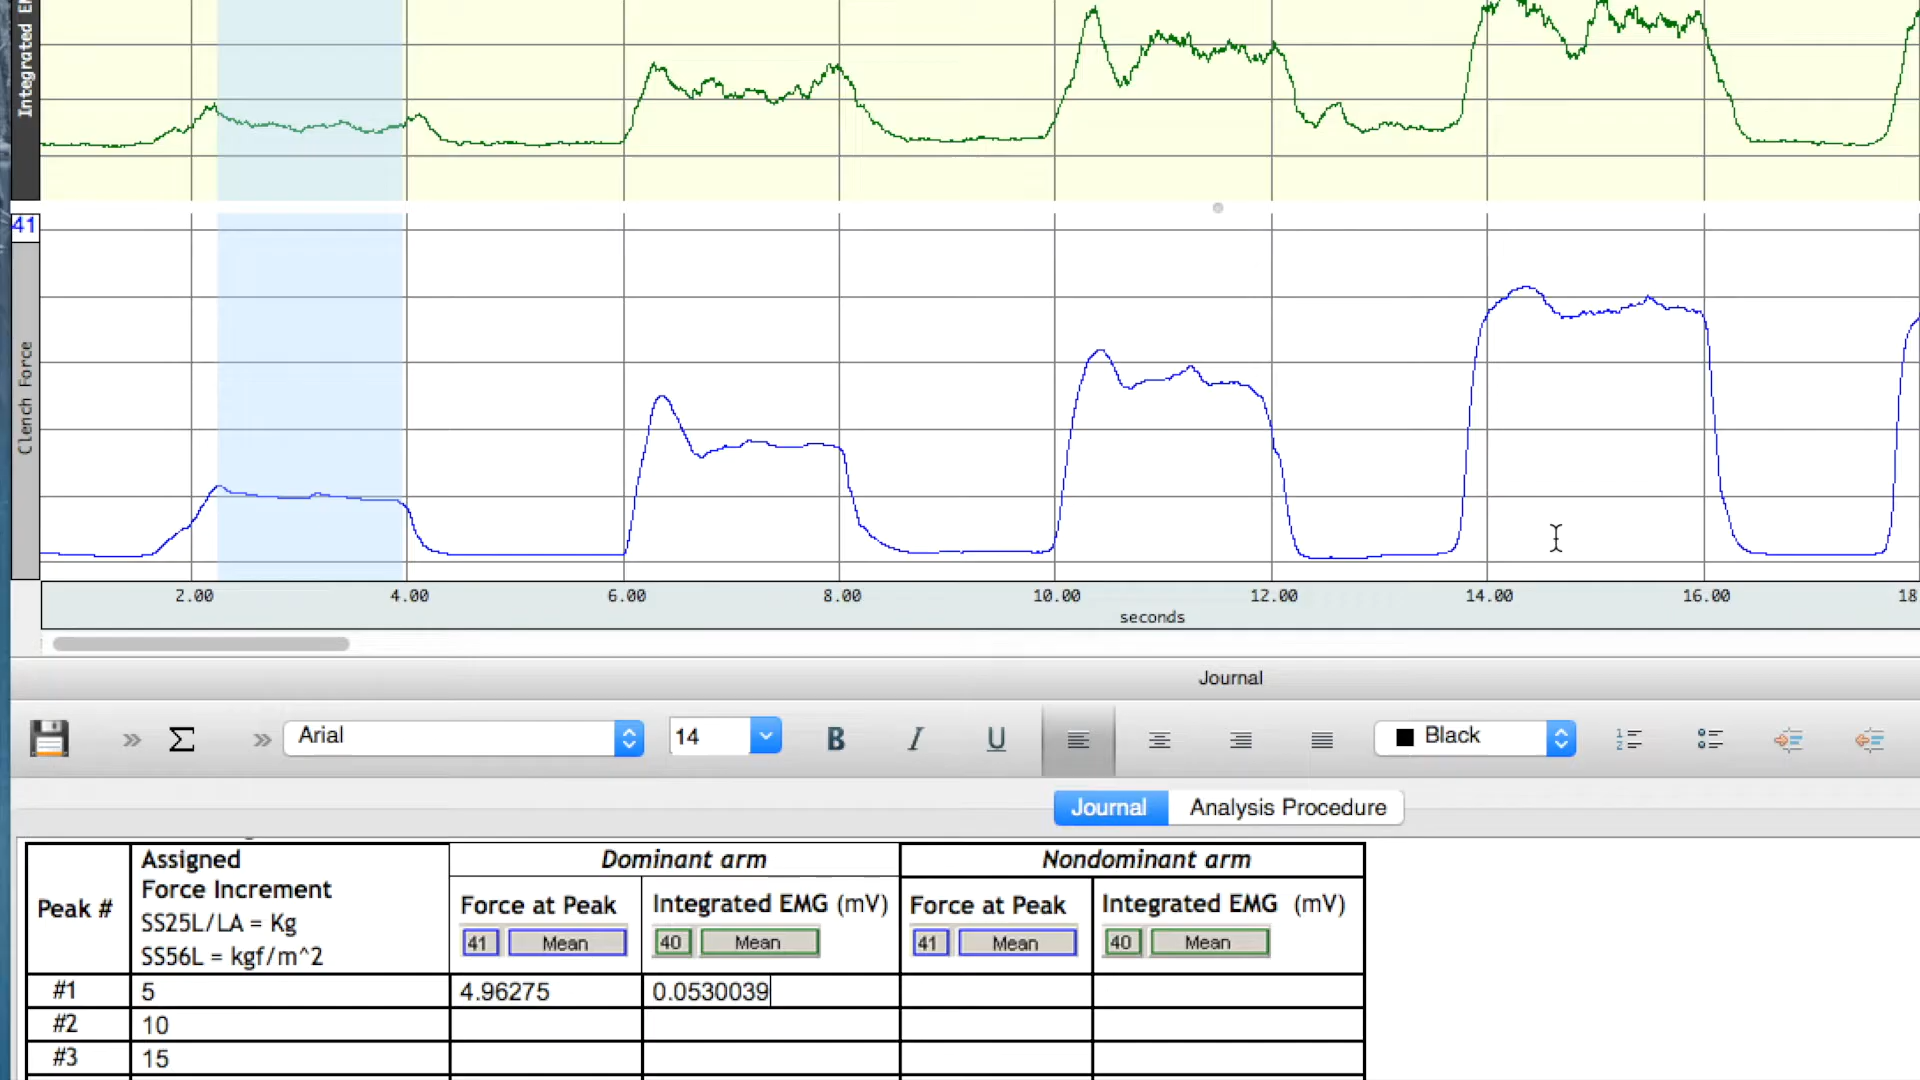 Integrated EM
41
Clench Force
2.00 4.00 6.00 8.00 10.00 12.00 14.00 16.00 18
seconds
Journal
» Σ » Arial 14 B I U Black
Journal Analysis Procedure
Peak #
Assigned
Force Increment
SS25L/LA = Kg
SS56L = kgf/m^2
Dominant arm
Nondominant arm
Force at Peak
41 Mean
Integrated EMG (mV)
40 Mean
Force at Peak
41 Mean
Integrated EMG (mV)
40 Mean
#1 5 4.96275 0.0530039
#2 10
#3 15